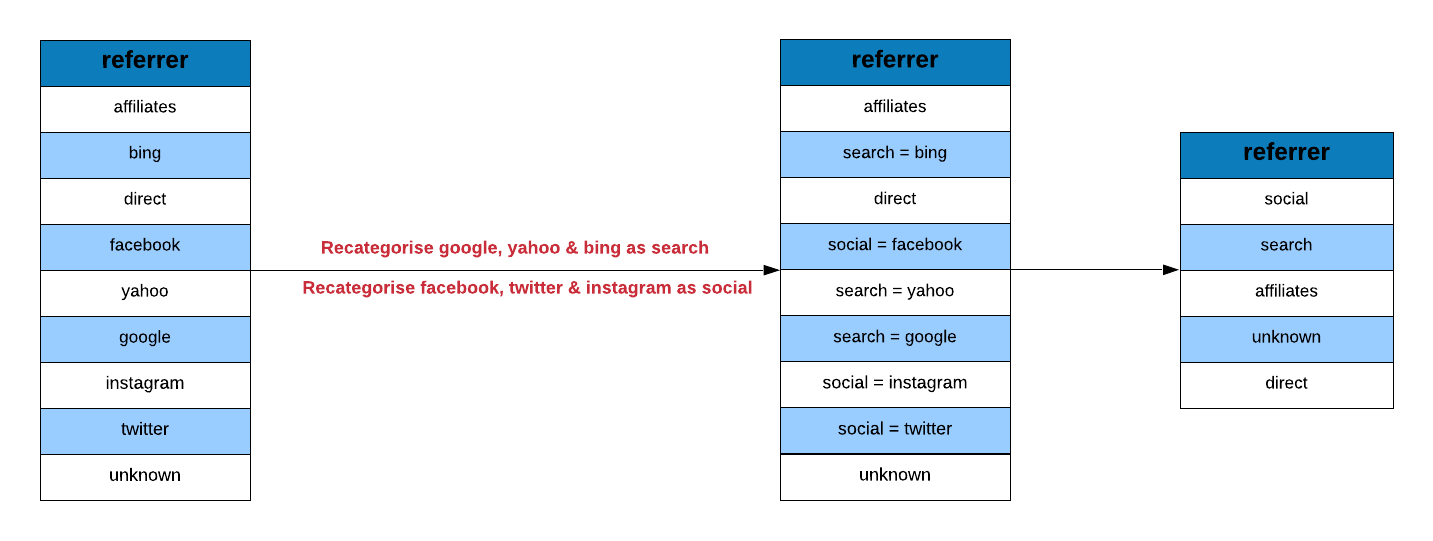 referrer
affiliates
bing
direct
facebook
yahoo
google
instagram
twitter
unknown
Recategorise google, yahoo & bing as search
Recategorise facebook, twitter & instagram as social
referrer
affiliates
search = bing
direct
social = facebook
search = yahoo
search = google
social = instagram
social = twitter
unknown
referrer
social
search
affiliates
unknown
direct